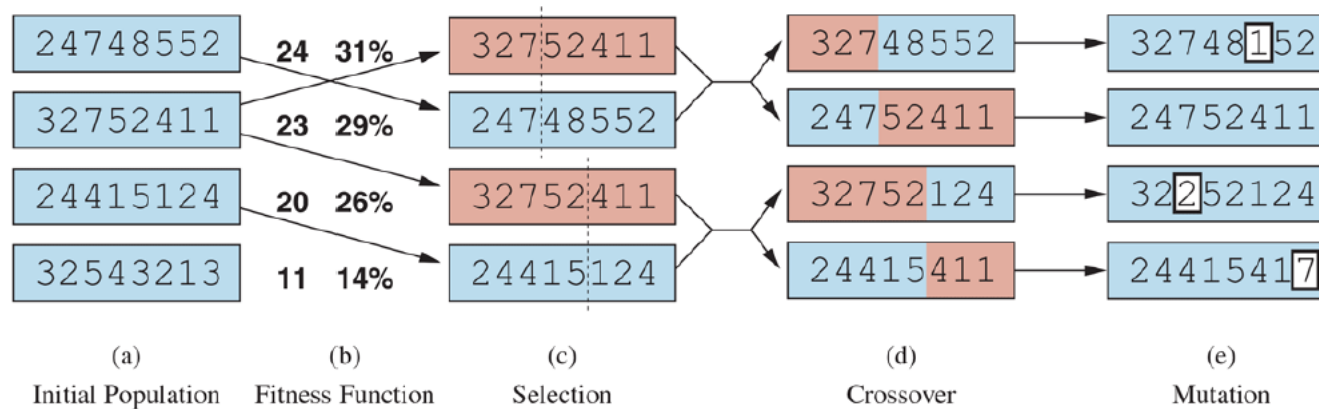 24748552 24 31% 32752411 32748552 32748152
32752411 23 29% 24748552 24752411 24752411
24415124 20 26% 32752411 32752124 32252124
32543213 11 14% 24415124 24415411 24415417
(a) (b) (c) (d) (e)
Initial Population Fitness Function Selection Crossover Mutation